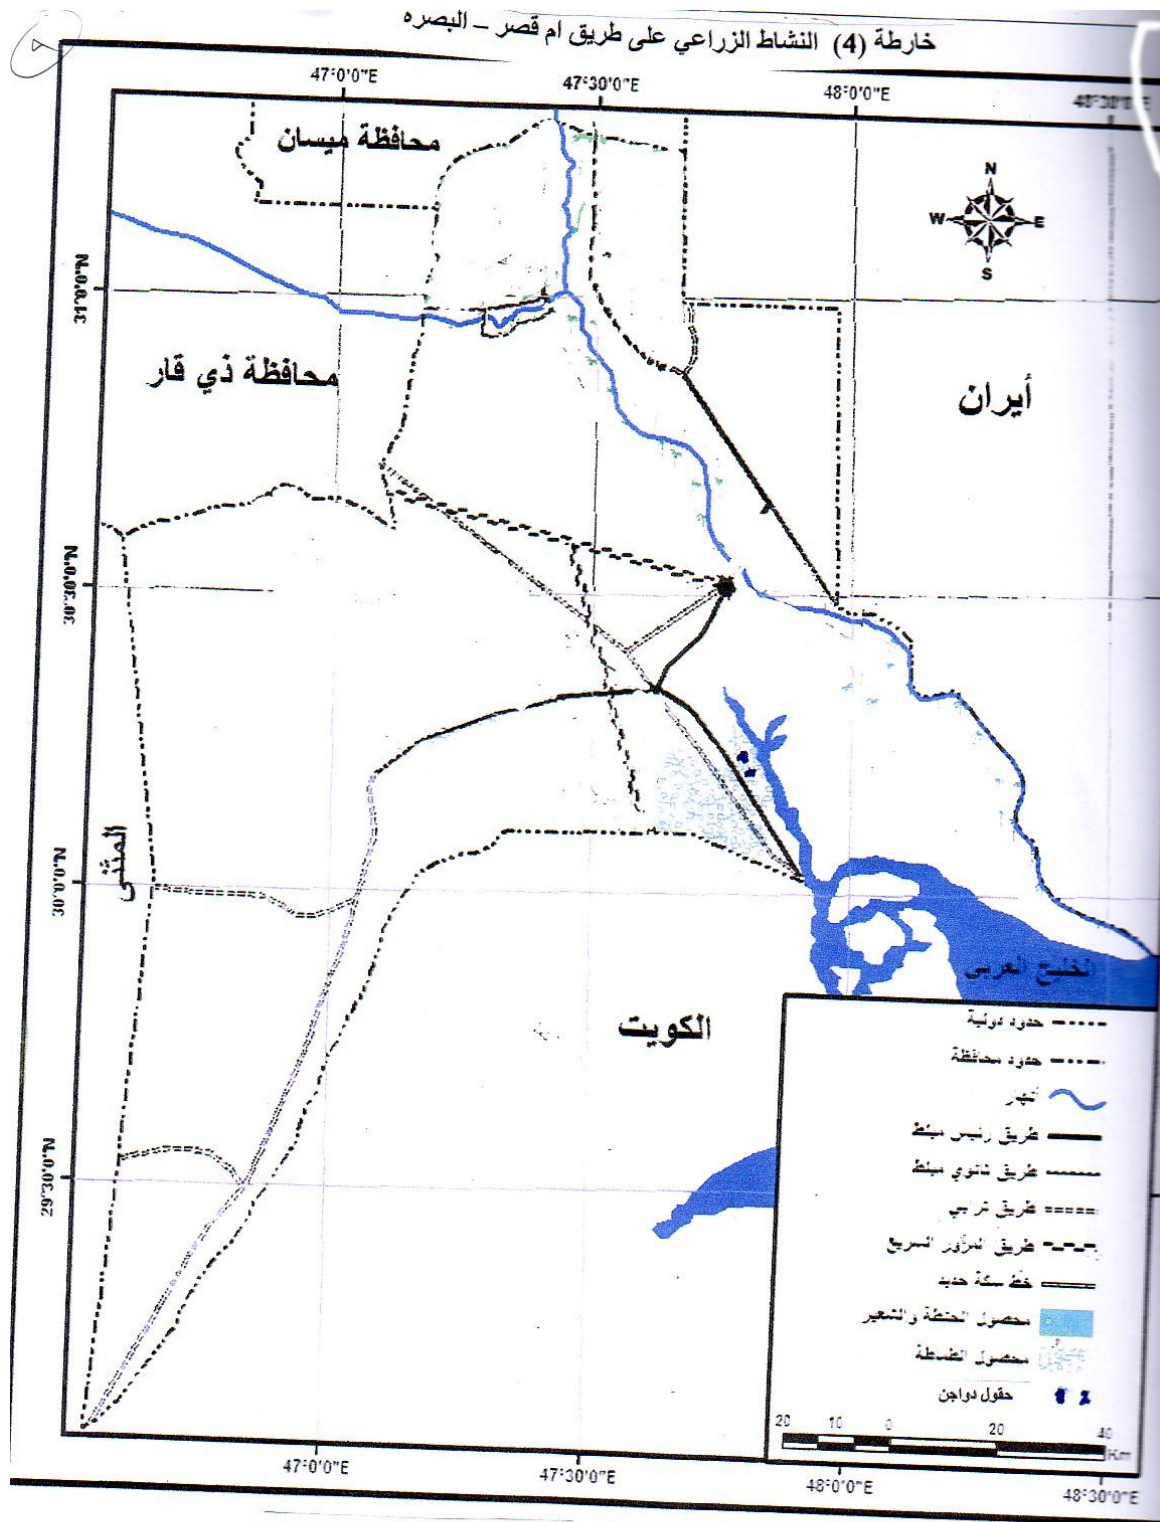 خارطة (4) النشاط الزراعي على طريق ام قصر – البصره
47°0'0"E
47°30'0"E
48°0'0"E
48°30'0"E
محافظة ميسان
N
W
E
S
31°0'0"N
محافظة ذي قار
أيران
30°30'0"N
المثنى
30°0'0"N
الخليج العربي
الكويت
حدود دولية
حدود محافظة
أنهار
29°30'0"N
طريق رئيس مبلط
طريق ثانوي مبلط
طريق ترابي
طريق المرور السريع
خط سكة حديد
محصول الحنطة والشعير
محصول الطماطة
حقول دواجن
20 10 0 20 40
Km
47°0'0"E
47°30'0"E
48°0'0"E
48°30'0"E